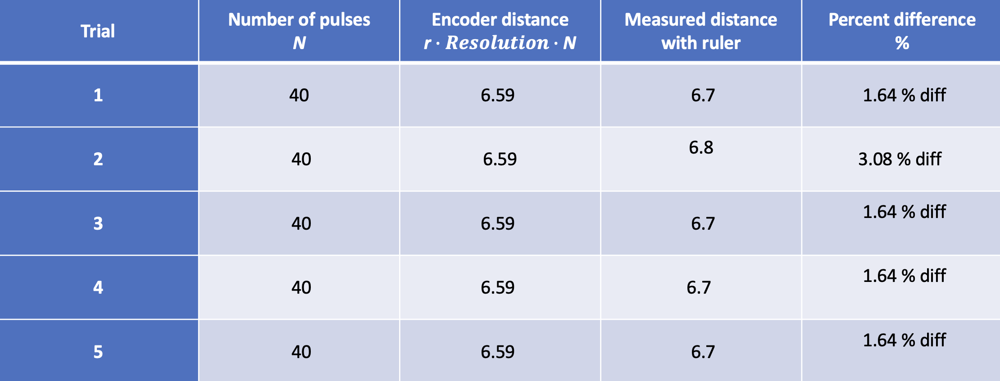 Trial
Number of pulses
N
Encoder distance
r · Resolution · N
Measured distance
with ruler
Percent difference
%
1
40
6.59
6.7
1.64 % diff
2
40
6.59
6.8
3.08 % diff
3
40
6.59
6.7
1.64 % diff
4
40
6.59
6.7
1.64 % diff
5
40
6.59
6.7
1.64 % diff